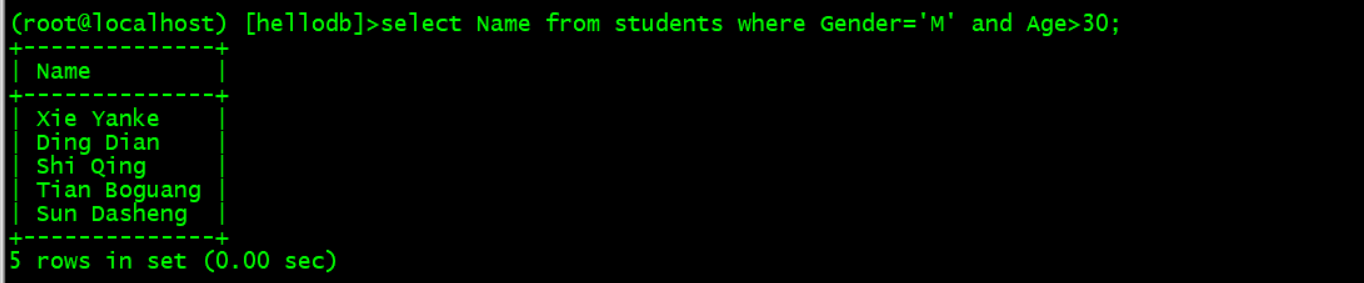 (root@localhost) [hellodb]>select Name from students where Gender='M' and Age>30;
+--------------+
| Name         |
+--------------+
| Xie Yanke    |
| Ding Dian    |
| Shi Qing     |
| Tian Boguang |
| Sun Dasheng  |
+--------------+
5 rows in set (0.00 sec)